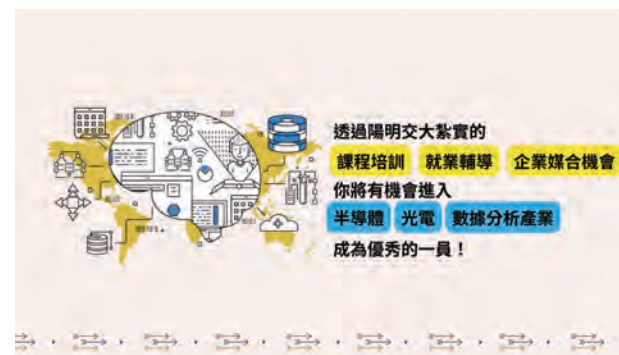 透過陽明交大紮實的
課程培訓 就業輔導 企業媒合機會
你將有機會進入
半導體 光電 數據分析產業
成為優秀的一員！